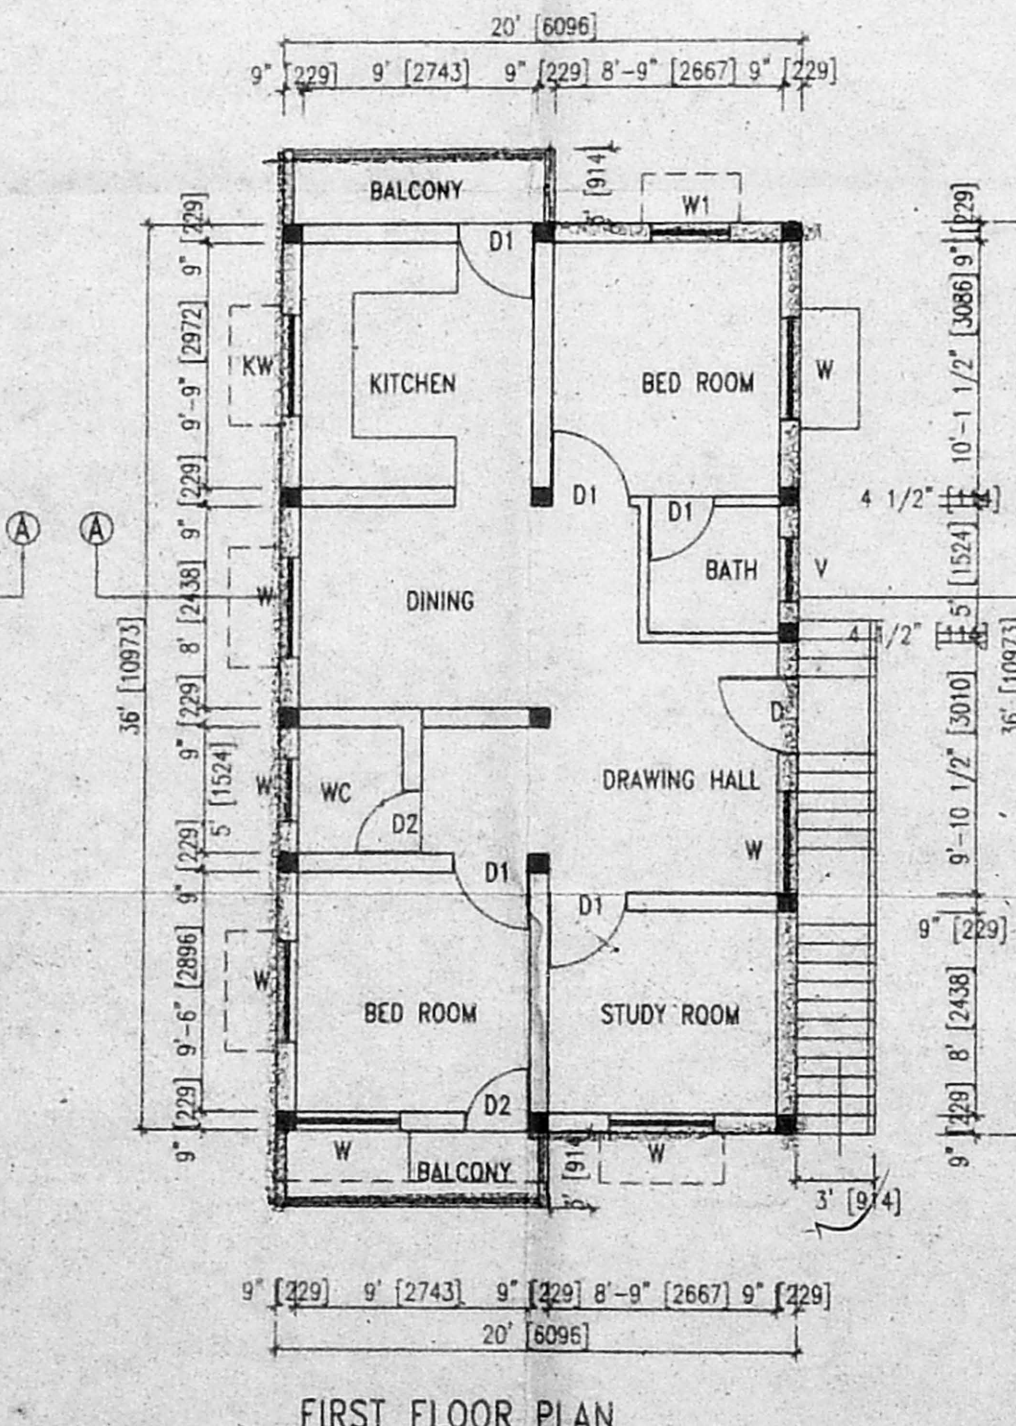 20' [6096]
9" [229] 9' [2743] 9" [229] 8'-9" [2667] 9" [229]
BALCONY
[914]
W1
[229]
[229]
D1
9"
9"
[2972]
9'-9"
KW
KITCHEN
BED ROOM
W
10'-1 1/2" [3086]
[229]
D1
D1
4 1/2" [114]
A
A
9"
W
DINING
BATH
V
5' [1524]
8' [2438]
4 1/2" [114]
36' [10973]
36' [10973]
[229]
D
9'-10 1/2" [3010]
9"
5' [1524]
W
WC
DRAWING HALL
D2
W
[229]
D1
9"
D1
9" [229]
9'-6" [2896]
W
BED ROOM
STUDY ROOM
8' [2438]
[229]
D2
[229]
9"
W
BALCONY
3' [914]
W
9"
3' [914]
9" [229] 9' [2743] 9" [229] 8'-9" [2667] 9" [229]
20' [6096]
FIRST FLOOR PLAN